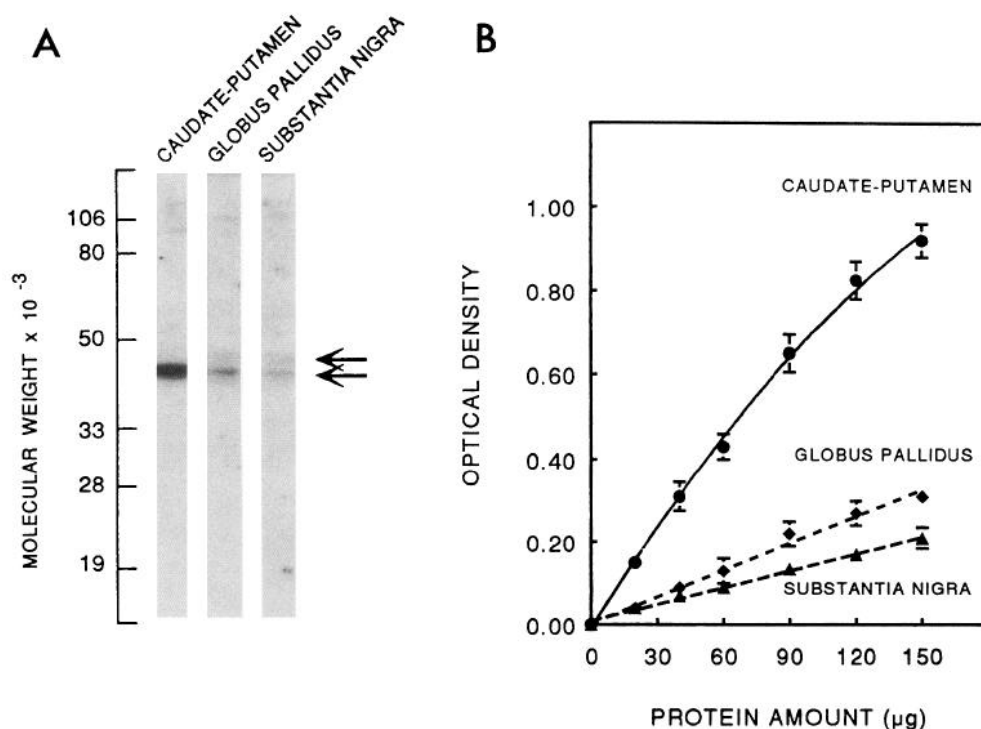 A
CAUDATE-PUTAMEN
GLOBUS PALLIDUS
SUBSTANTIA NIGRA
MOLECULAR WEIGHT x 10 -3
106
80
50
33
28
19
B
OPTICAL DENSITY
1.00
0.80
0.60
0.40
0.20
0.00
CAUDATE-PUTAMEN
GLOBUS PALLIDUS
SUBSTANTIA NIGRA
0 30 60 90 120 150
PROTEIN AMOUNT (µg)